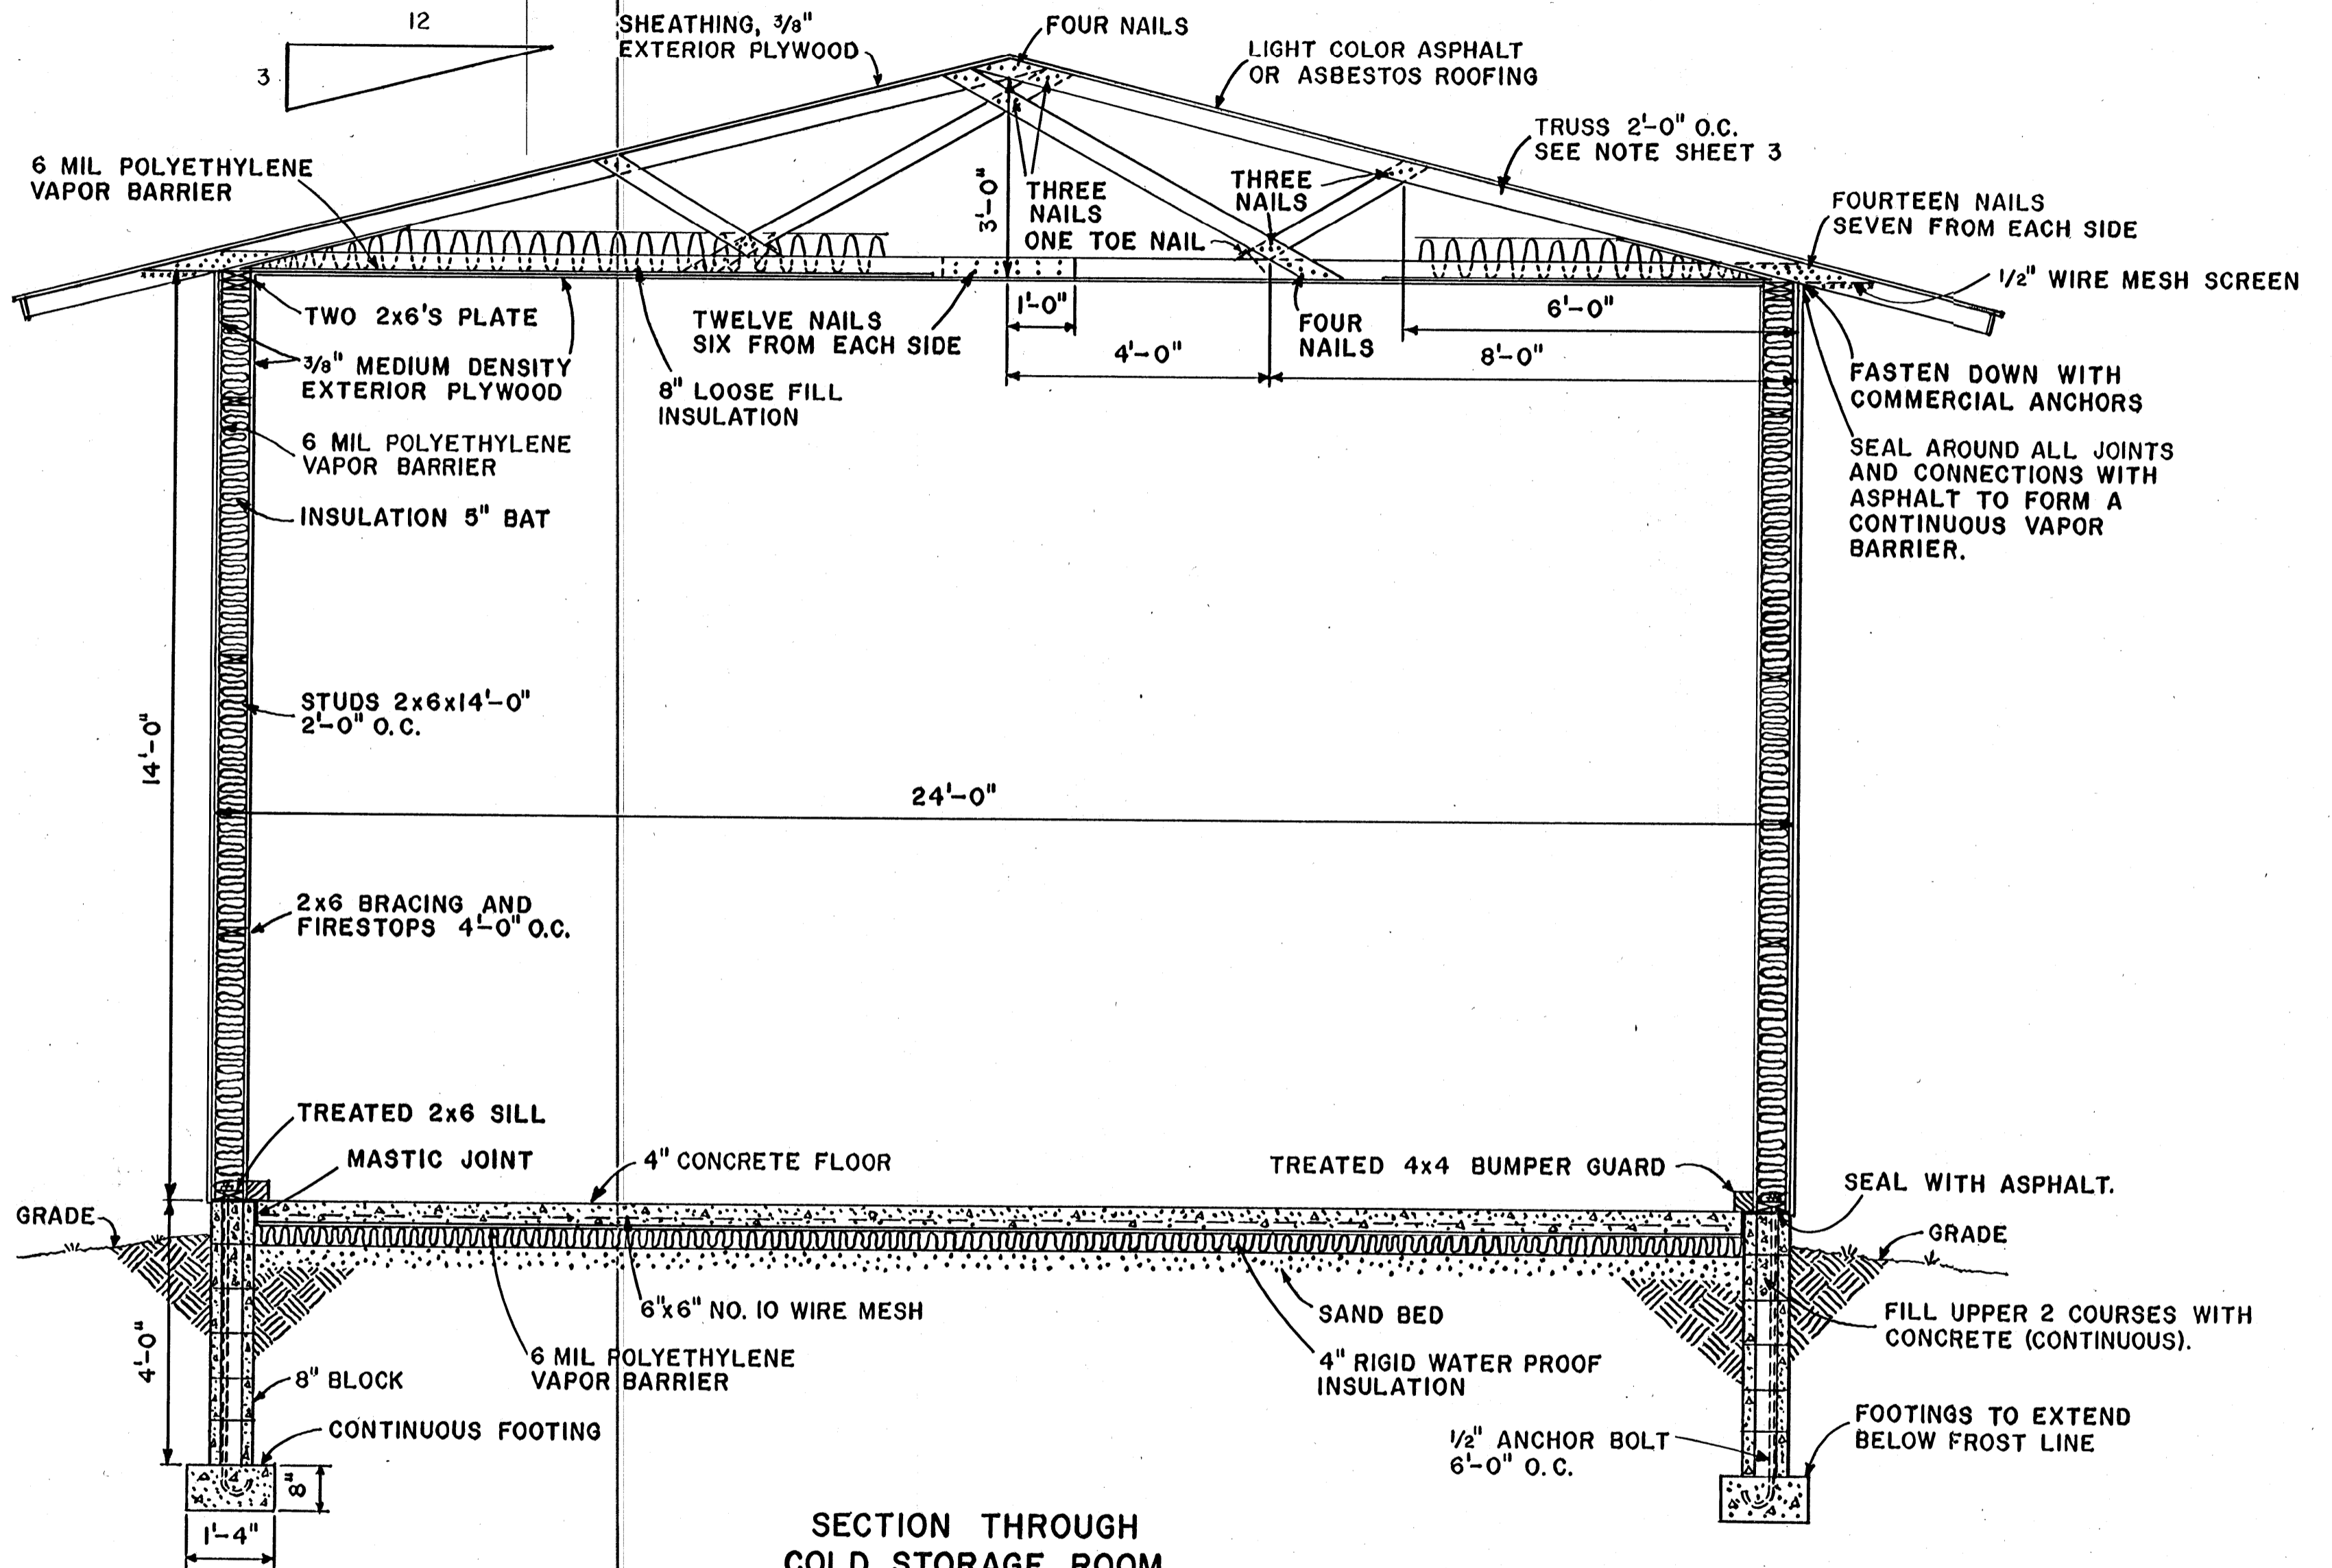 12
3
SHEATHING, 3/8"
EXTERIOR PLYWOOD
FOUR NAILS
LIGHT COLOR ASPHALT
OR ASBESTOS ROOFING
TRUSS 2'-0" O.C.
SEE NOTE SHEET 3
6 MIL POLYETHYLENE
VAPOR BARRIER
3'-0"
THREE
NAILS
ONE TOE NAIL
THREE
NAILS
FOURTEEN NAILS
SEVEN FROM EACH SIDE
1/2" WIRE MESH SCREEN
TWO 2x6'S PLATE
3/8" MEDIUM DENSITY
EXTERIOR PLYWOOD
TWELVE NAILS
SIX FROM EACH SIDE
8" LOOSE FILL
INSULATION
1'-0"
4'-0"
FOUR
NAILS
6'-0"
8'-0"
FASTEN DOWN WITH
COMMERCIAL ANCHORS
6 MIL POLYETHYLENE
VAPOR BARRIER
SEAL AROUND ALL JOINTS
AND CONNECTIONS WITH
ASPHALT TO FORM A
CONTINUOUS VAPOR
BARRIER.
INSULATION 5" BAT
STUDS 2x6x14'-0"
2'-0" O.C.
14'-0"
24'-0"
2x6 BRACING AND
FIRESTOPS 4'-0" O.C.
TREATED 2x6 SILL
MASTIC JOINT
4" CONCRETE FLOOR
TREATED 4x4 BUMPER GUARD
SEAL WITH ASPHALT.
GRADE
GRADE
6"x6" NO. 10 WIRE MESH
SAND BED
FILL UPPER 2 COURSES WITH
CONCRETE (CONTINUOUS).
4'-0"
6 MIL POLYETHYLENE
VAPOR BARRIER
4" RIGID WATER PROOF
INSULATION
8" BLOCK
CONTINUOUS FOOTING
1/2" ANCHOR BOLT
6'-0" O.C.
FOOTINGS TO EXTEND
BELOW FROST LINE
8"
1'-4"
SECTION THROUGH
COLD STORAGE ROOM